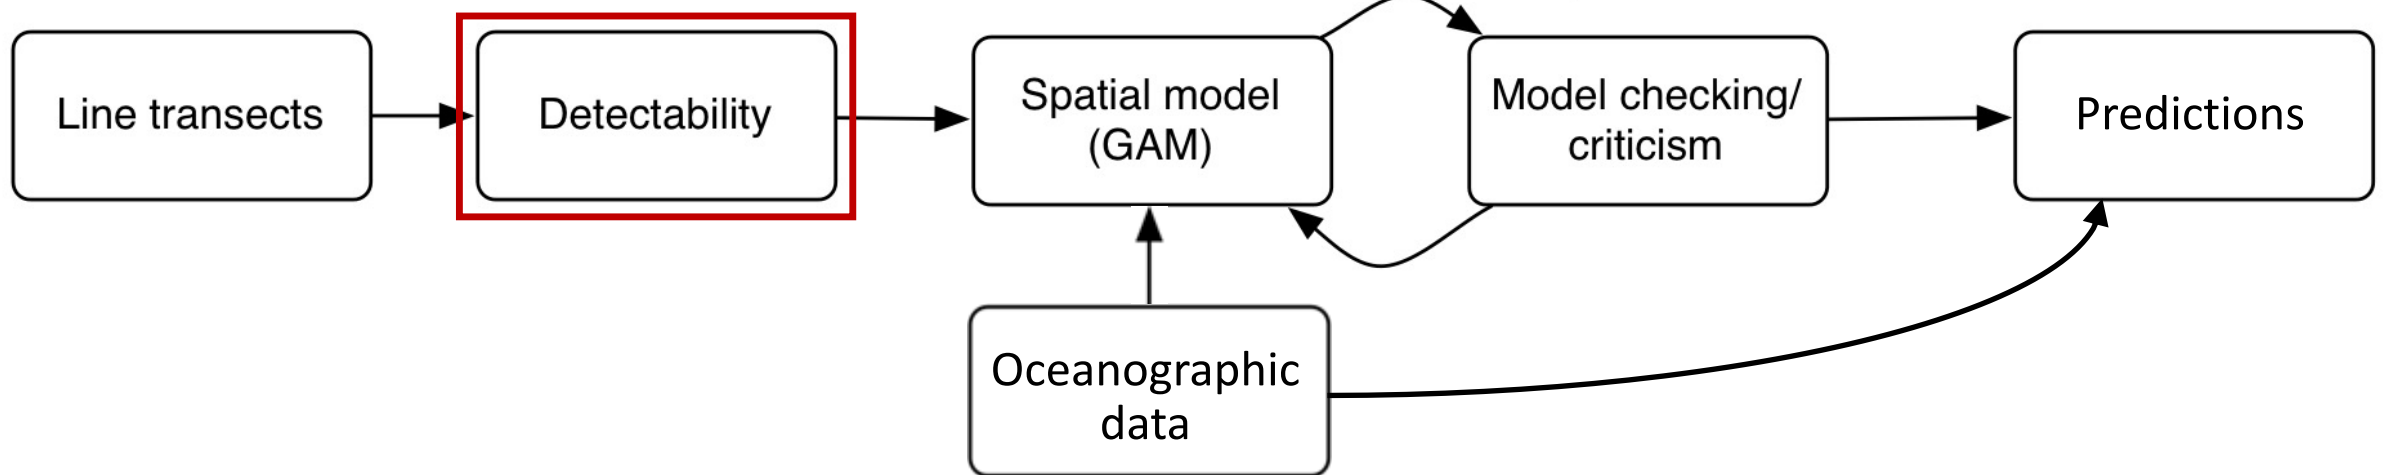 Line transects
Detectability
Spatial model
(GAM)
Model checking/
criticism
Predictions
Oceanographic
data